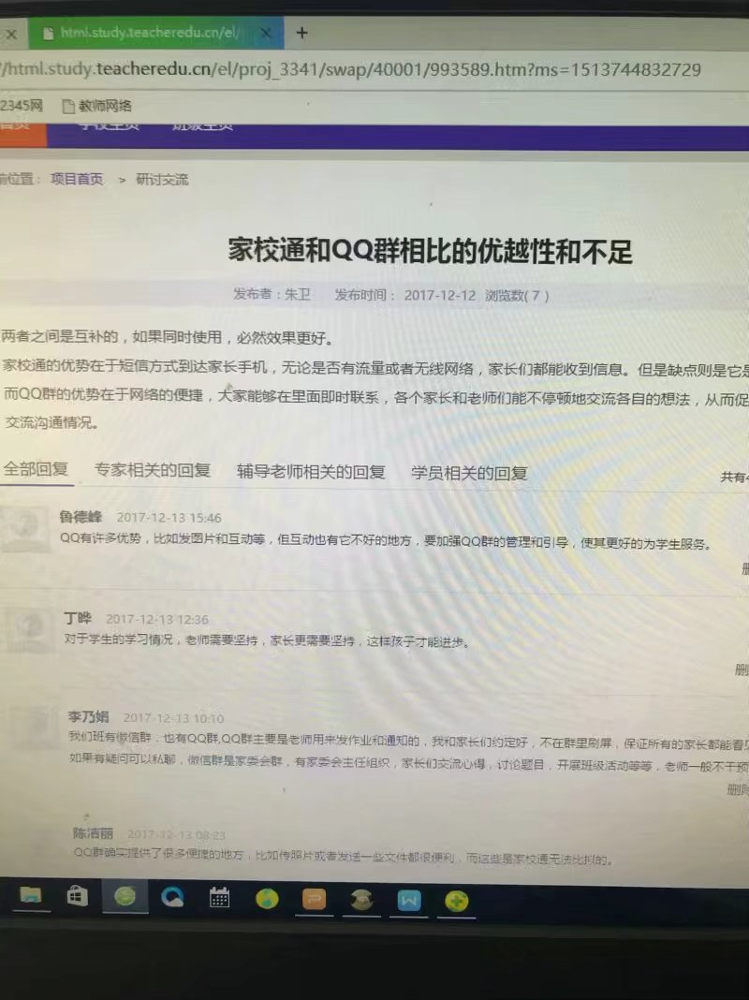 html.study.teacheredu.cn/el/
/html.study.teacheredu.cn/el/proj_3341/swap/40001/993589.htm?ms=1513744832729
2345网 教师网络
首页 学校主页 班级主页
前位置： 项目首页 > 研讨交流
家校通和QQ群相比的优越性和不足
发布者：朱卫 发布时间： 2017-12-12 浏览数( 7 )
两者之间是互补的，如果同时使用，必然效果更好。
家校通的优势在于短信方式到达家长手机，无论是否有流量或者无线网络，家长们都能收到信息。但是缺点则是它是
而QQ群的优势在于网络的便捷，大家能够在里面即时联系，各个家长和老师们能不停顿地交流各自的想法，从而促
交流沟通情况。
全部回复 专家相关的回复 辅导老师相关的回复 学员相关的回复
共有4
鲁德峰 2017-12-13 15:46
QQ有许多优势，比如发图片和互动等，但互动也有它不好的地方，要加强QQ群的管理和引导，使其更好的为学生服务。
删
丁晔 2017-12-13 12:36
对于学生的学习情况，老师需要坚持，家长更需要坚持，这样孩子才能进步。
删
李乃娟 2017-12-13 10:10
我们班有微信群，也有QQ群,QQ群主要是老师用来发作业和通知的，我和家长们约定好，不在群里刷屏，保证所有的家长都能看见
如果有疑问可以私聊，微信群是家委会群，有家委会主任组织，家长们交流心得，讨论题目，开展班级活动等等，老师一般不干预
删除
陈洁丽 2017-12-13 08:23
QQ群确实提供了很多便捷的地方，比如传照片或者发送一些文件都很便利，而这些是家校通无法比拟的。